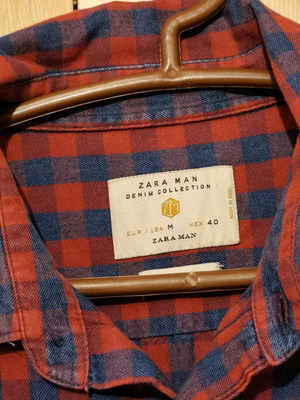 ZARA MAN
DENIM COLLECTION
EUR / USA M MEX 40
ZARA MAN